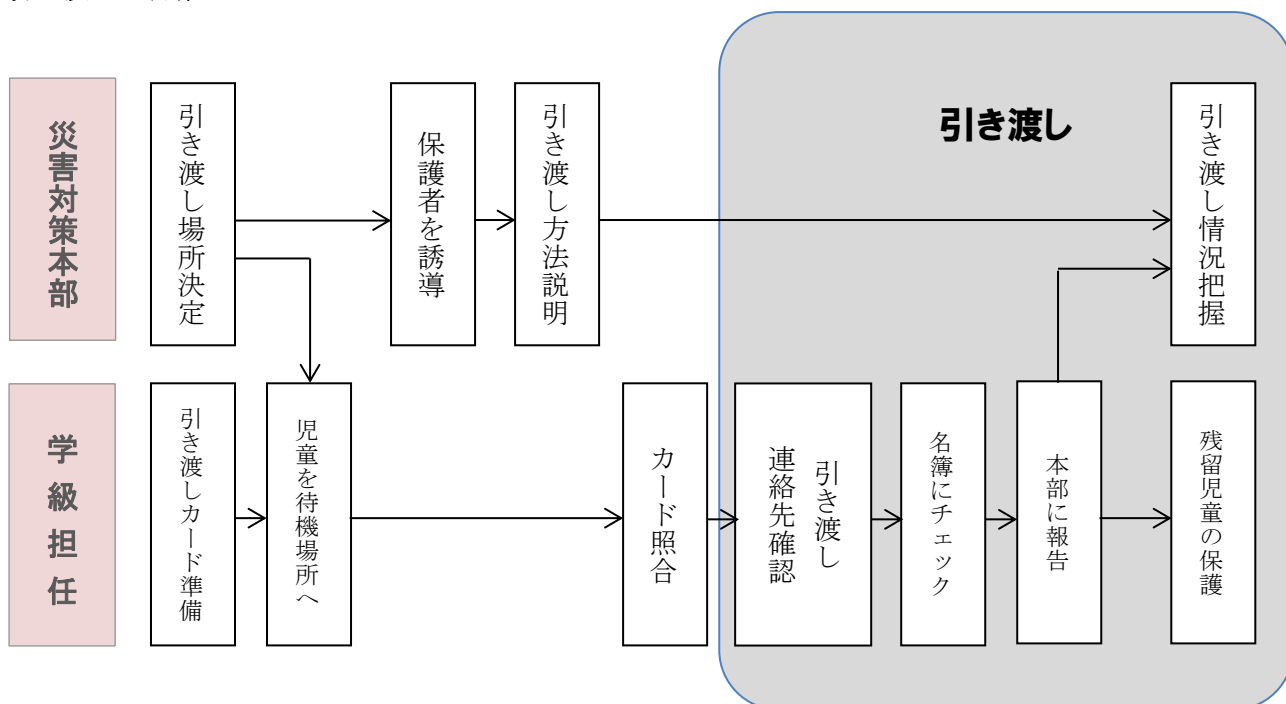 引き渡し
災害対策本部
引き渡し場所決定
保護者を誘導
引き渡し方法説明
引き渡し情況把握
学級担任
引き渡しカード準備
児童を待機場所へ
カード照合
引き渡し
連絡先確認
名簿にチェック
本部に報告
残留児童の保護